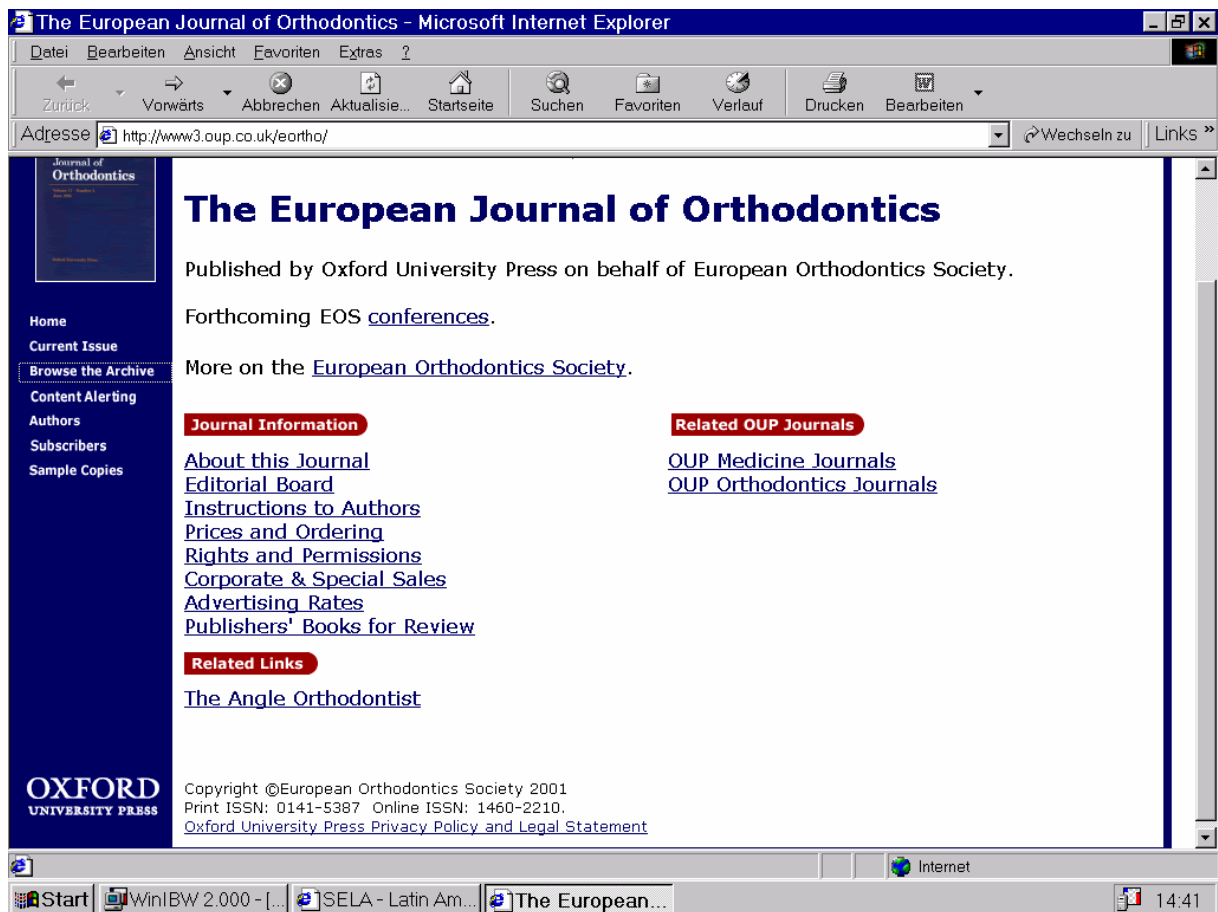 The European Journal of Orthodontics - Microsoft Internet Explorer
Datei Bearbeiten Ansicht Favoriten Extras ?
Zurück Vorwärts Abbrechen Aktualisie... Startseite Suchen Favoriten Verlauf Drucken Bearbeiten
Adresse http://www3.oup.co.uk/eortho/ Wechseln zu Links »
Journal of
Orthodontics
The European Journal of Orthodontics
Published by Oxford University Press on behalf of European Orthodontics Society.
Forthcoming EOS conferences.
More on the European Orthodontics Society.
Home
Current Issue
Browse the Archive
Content Alerting
Authors
Subscribers
Sample Copies
Journal Information
About this Journal
Editorial Board
Instructions to Authors
Prices and Ordering
Rights and Permissions
Corporate & Special Sales
Advertising Rates
Publishers' Books for Review
Related OUP Journals
OUP Medicine Journals
OUP Orthodontics Journals
Related Links
The Angle Orthodontist
OXFORD
UNIVERSITY PRESS
Copyright ©European Orthodontics Society 2001
Print ISSN: 0141-5387 Online ISSN: 1460-2210.
Oxford University Press Privacy Policy and Legal Statement
Internet
Start WinIBW 2.000 - [... SELA - Latin Am... The European... 14:41